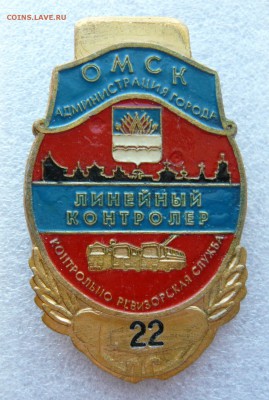 COINS.LAVE.RU
ОМСК
АДМИНИСТРАЦИЯ ГОРОДА
ЛИНЕЙНЫЙ
КОНТРОЛЕР
КОНТРОЛЬНО РЕВИЗОРСКАЯ СЛУЖБА
22